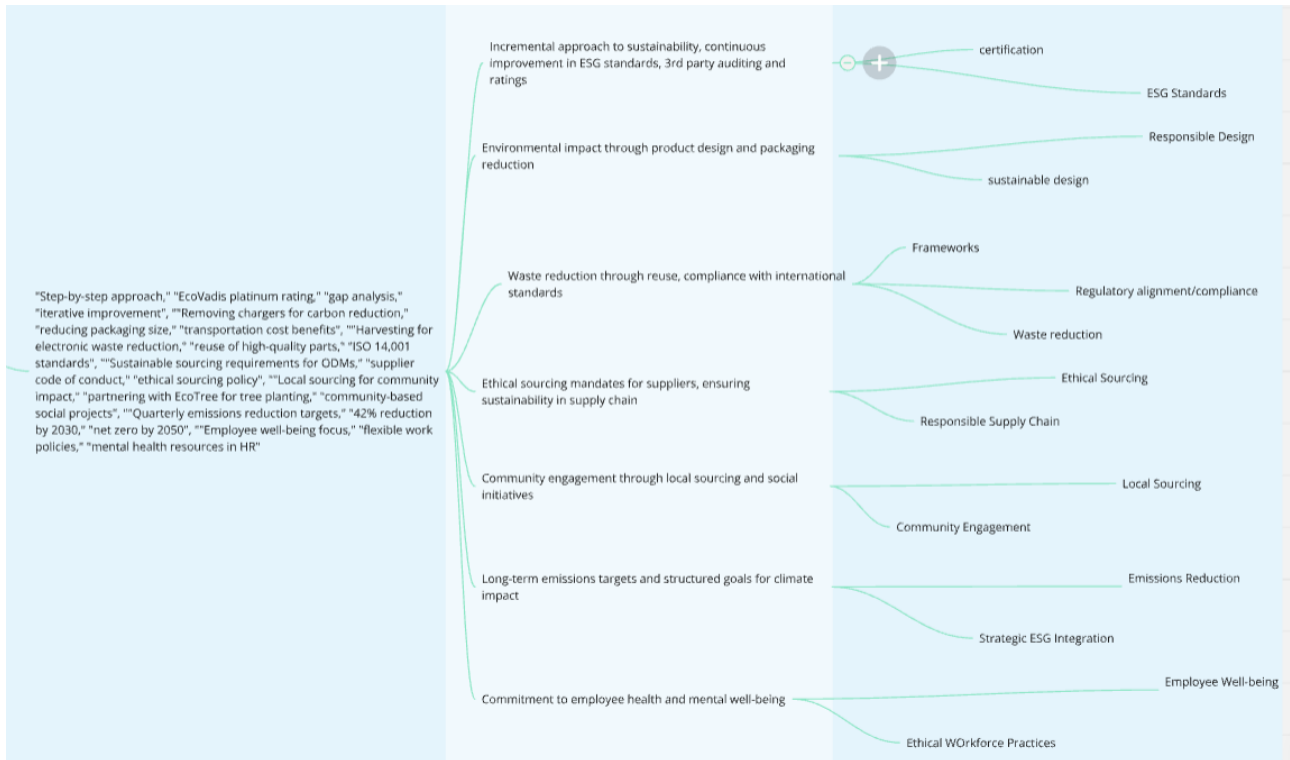 "Step-by-step approach," "EcoVadis platinum rating," "gap analysis,"
"iterative improvement", ""Removing chargers for carbon reduction,"
"reducing packaging size," "transportation cost benefits", ""Harvesting for
electronic waste reduction," "reuse of high-quality parts," "ISO 14,001
standards", ""Sustainable sourcing requirements for ODMs," "supplier
code of conduct," "ethical sourcing policy", ""Local sourcing for community
impact," "partnering with EcoTree for tree planting," "community-based
social projects", ""Quarterly emissions reduction targets," "42% reduction
by 2030," "net zero by 2050", ""Employee well-being focus," "flexible work
policies," "mental health resources in HR"
Incremental approach to sustainability, continuous
improvement in ESG standards, 3rd party auditing and
ratings
certification
ESG Standards
Environmental impact through product design and packaging
reduction
Responsible Design
sustainable design
Waste reduction through reuse, compliance with international
standards
Frameworks
Regulatory alignment/compliance
Waste reduction
Ethical sourcing mandates for suppliers, ensuring
sustainability in supply chain
Ethical Sourcing
Responsible Supply Chain
Community engagement through local sourcing and social
initiatives
Local Sourcing
Community Engagement
Long-term emissions targets and structured goals for climate
impact
Emissions Reduction
Strategic ESG Integration
Commitment to employee health and mental well-being
Employee Well-being
Ethical WOrkforce Practices